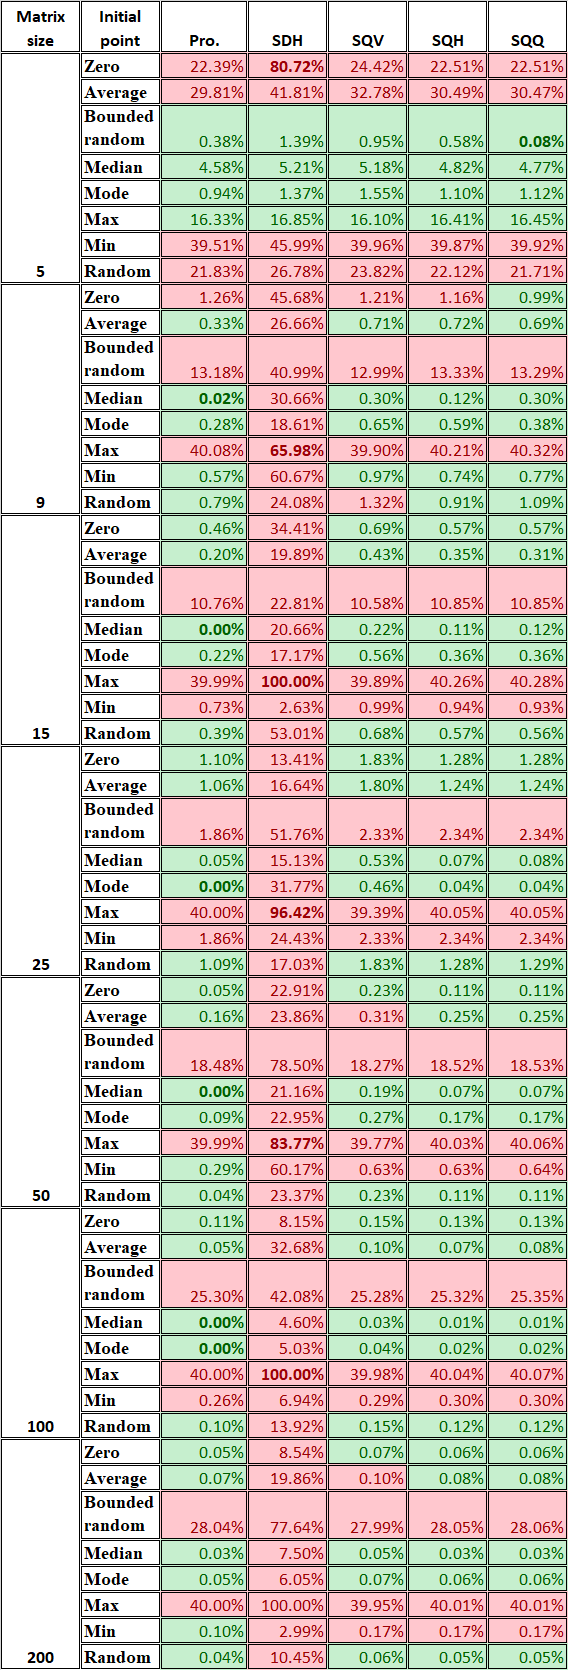 Matrix size Initial point Pro. SDH SQV SQH SQQ
Zero 22.39% 80.72% 24.42% 22.51% 22.51%
Average 29.81% 41.81% 32.78% 30.49% 30.47%
Bounded random 0.38% 1.39% 0.95% 0.58% 0.08%
Median 4.58% 5.21% 5.18% 4.82% 4.77%
Mode 0.94% 1.37% 1.55% 1.10% 1.12%
Max 16.33% 16.85% 16.10% 16.41% 16.45%
Min 39.51% 45.99% 39.96% 39.87% 39.92%
5 Random 21.83% 26.78% 23.82% 22.12% 21.71%
Zero 1.26% 45.68% 1.21% 1.16% 0.99%
Average 0.33% 26.66% 0.71% 0.72% 0.69%
Bounded random 13.18% 40.99% 12.99% 13.33% 13.29%
Median 0.02% 30.66% 0.30% 0.12% 0.30%
Mode 0.28% 18.61% 0.65% 0.59% 0.38%
Max 40.08% 65.98% 39.90% 40.21% 40.32%
Min 0.57% 60.67% 0.97% 0.74% 0.77%
9 Random 0.79% 24.08% 1.32% 0.91% 1.09%
Zero 0.46% 34.41% 0.69% 0.57% 0.57%
Average 0.20% 19.89% 0.43% 0.35% 0.31%
Bounded random 10.76% 22.81% 10.58% 10.85% 10.85%
Median 0.00% 20.66% 0.22% 0.11% 0.12%
Mode 0.22% 17.17% 0.56% 0.36% 0.36%
Max 39.99% 100.00% 39.89% 40.26% 40.28%
Min 0.73% 2.63% 0.99% 0.94% 0.93%
15 Random 0.39% 53.01% 0.68% 0.57% 0.56%
Zero 1.10% 13.41% 1.83% 1.28% 1.28%
Average 1.06% 16.64% 1.80% 1.24% 1.24%
Bounded random 1.86% 51.76% 2.33% 2.34% 2.34%
Median 0.05% 15.13% 0.53% 0.07% 0.08%
Mode 0.00% 31.77% 0.46% 0.04% 0.04%
Max 40.00% 96.42% 39.39% 40.05% 40.05%
Min 1.86% 24.43% 2.33% 2.34% 2.34%
25 Random 1.09% 17.03% 1.83% 1.28% 1.29%
Zero 0.05% 22.91% 0.23% 0.11% 0.11%
Average 0.16% 23.86% 0.31% 0.25% 0.25%
Bounded random 18.48% 78.50% 18.27% 18.52% 18.53%
Median 0.00% 21.16% 0.19% 0.07% 0.07%
Mode 0.09% 22.95% 0.27% 0.17% 0.17%
Max 39.99% 83.77% 39.77% 40.03% 40.06%
Min 0.29% 60.17% 0.63% 0.63% 0.64%
50 Random 0.04% 23.37% 0.23% 0.11% 0.11%
Zero 0.11% 8.15% 0.15% 0.13% 0.13%
Average 0.05% 32.68% 0.10% 0.07% 0.08%
Bounded random 25.30% 42.08% 25.28% 25.32% 25.35%
Median 0.00% 4.60% 0.03% 0.01% 0.01%
Mode 0.00% 5.03% 0.04% 0.02% 0.02%
Max 40.00% 100.00% 39.98% 40.04% 40.07%
Min 0.26% 6.94% 0.29% 0.30% 0.30%
100 Random 0.10% 13.92% 0.15% 0.12% 0.12%
Zero 0.05% 8.54% 0.07% 0.06% 0.06%
Average 0.07% 19.86% 0.10% 0.08% 0.08%
Bounded random 28.04% 77.64% 27.99% 28.05% 28.06%
Median 0.03% 7.50% 0.05% 0.03% 0.03%
Mode 0.05% 6.05% 0.07% 0.06% 0.06%
Max 40.00% 100.00% 39.95% 40.01% 40.01%
Min 0.10% 2.99% 0.17% 0.17% 0.17%
200 Random 0.04% 10.45% 0.06% 0.05% 0.05%